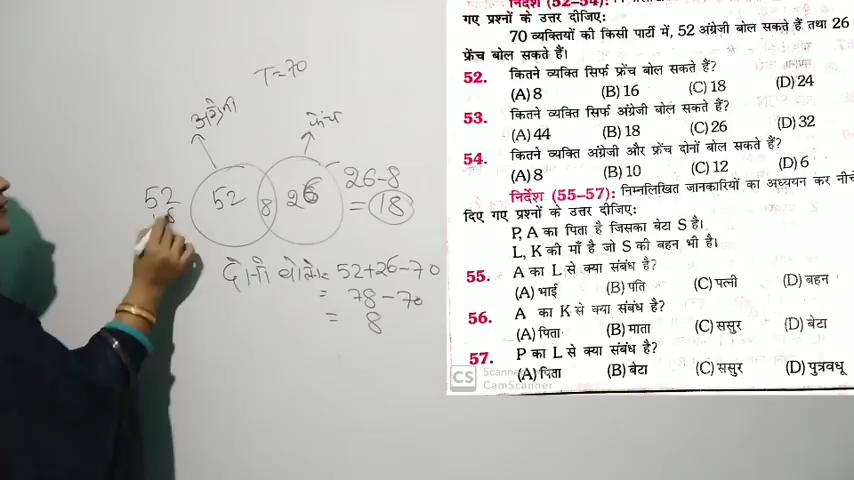 T=70
अंग्रेजी
फ्रेंच
52
52
8
26
26-8
= 18
दोनों बोले: 52+26-70
= 78-70
= 8
निर्देश (52-54):
गए प्रश्नों के उत्तर दीजिए:
70 व्यक्तियों की किसी पार्टी में, 52 अंग्रेजी बोल सकते हैं तथा 26
फ्रेंच बोल सकते हैं।
52. कितने व्यक्ति सिर्फ फ्रेंच बोल सकते हैं?
(A) 8 (B) 16 (C) 18 (D) 24
53. कितने व्यक्ति सिर्फ अंग्रेजी बोल सकते हैं?
(A) 44 (B) 18 (C) 26 (D) 32
54. कितने व्यक्ति अंग्रेजी और फ्रेंच दोनों बोल सकते हैं?
(A) 8 (B) 10 (C) 12 (D) 6
निर्देश (55-57): निम्नलिखित जानकारियों का अध्ययन कर नीचे
दिए गए प्रश्नों के उत्तर दीजिए:
P, A का पिता है जिसका बेटा S है।
L, K की माँ है जो S की बहन भी है।
55. A का L से क्या संबंध है?
(A) भाई (B) पति (C) पत्नी (D) बहन
56. A का K से क्या संबंध है?
(A) पिता (B) माता (C) ससुर (D) बेटा
57. P का L से क्या संबंध है?
(A) पिता (B) बेटा (C) ससुर (D) पुत्रवधू
CS
CamScanner